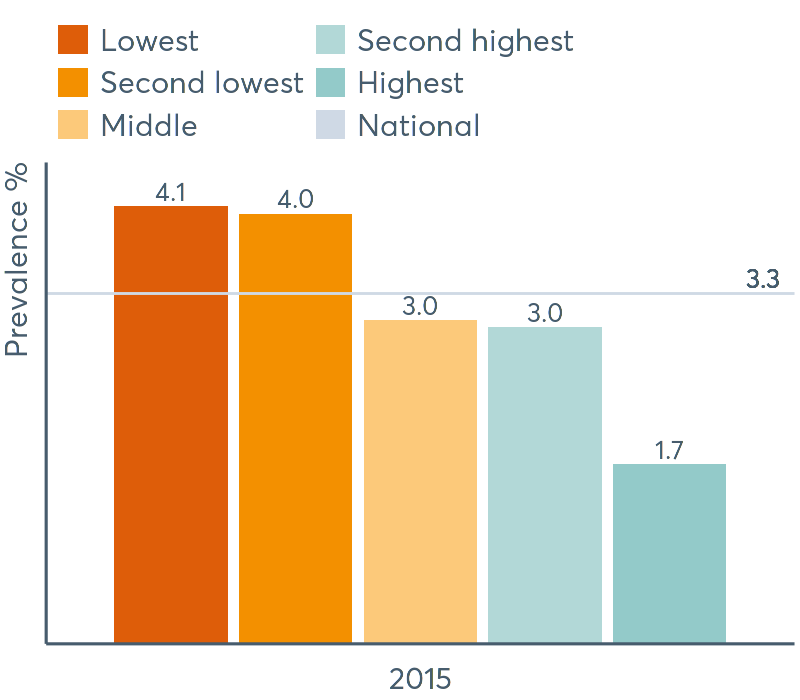 Lowest
Second lowest
Middle
Second highest
Highest
National
Prevalence %
4.1
4.0
3.0
3.0
1.7
3.3
2015